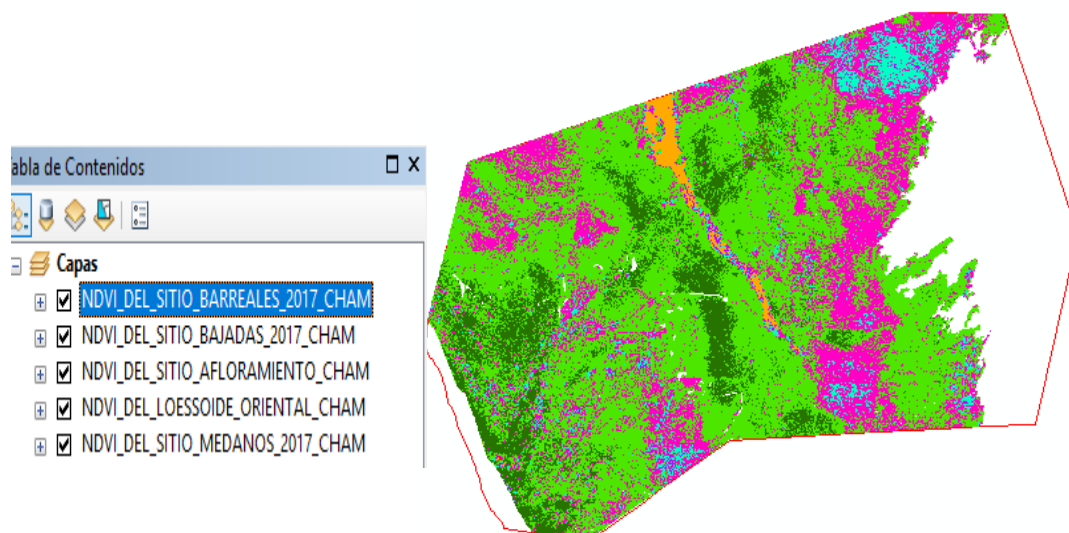 abla de Contenidos
Capas
NDVI_DEL_SITIO_BARREALES_2017_CHAM
NDVI_DEL_SITIO_BAJADAS_2017_CHAM
NDVI_DEL_SITIO_AFLORAMIENTO_CHAM
NDVI_DEL_LOESSOIDE_ORIENTAL_CHAM
NDVI_DEL_SITIO_MEDANOS_2017_CHAM